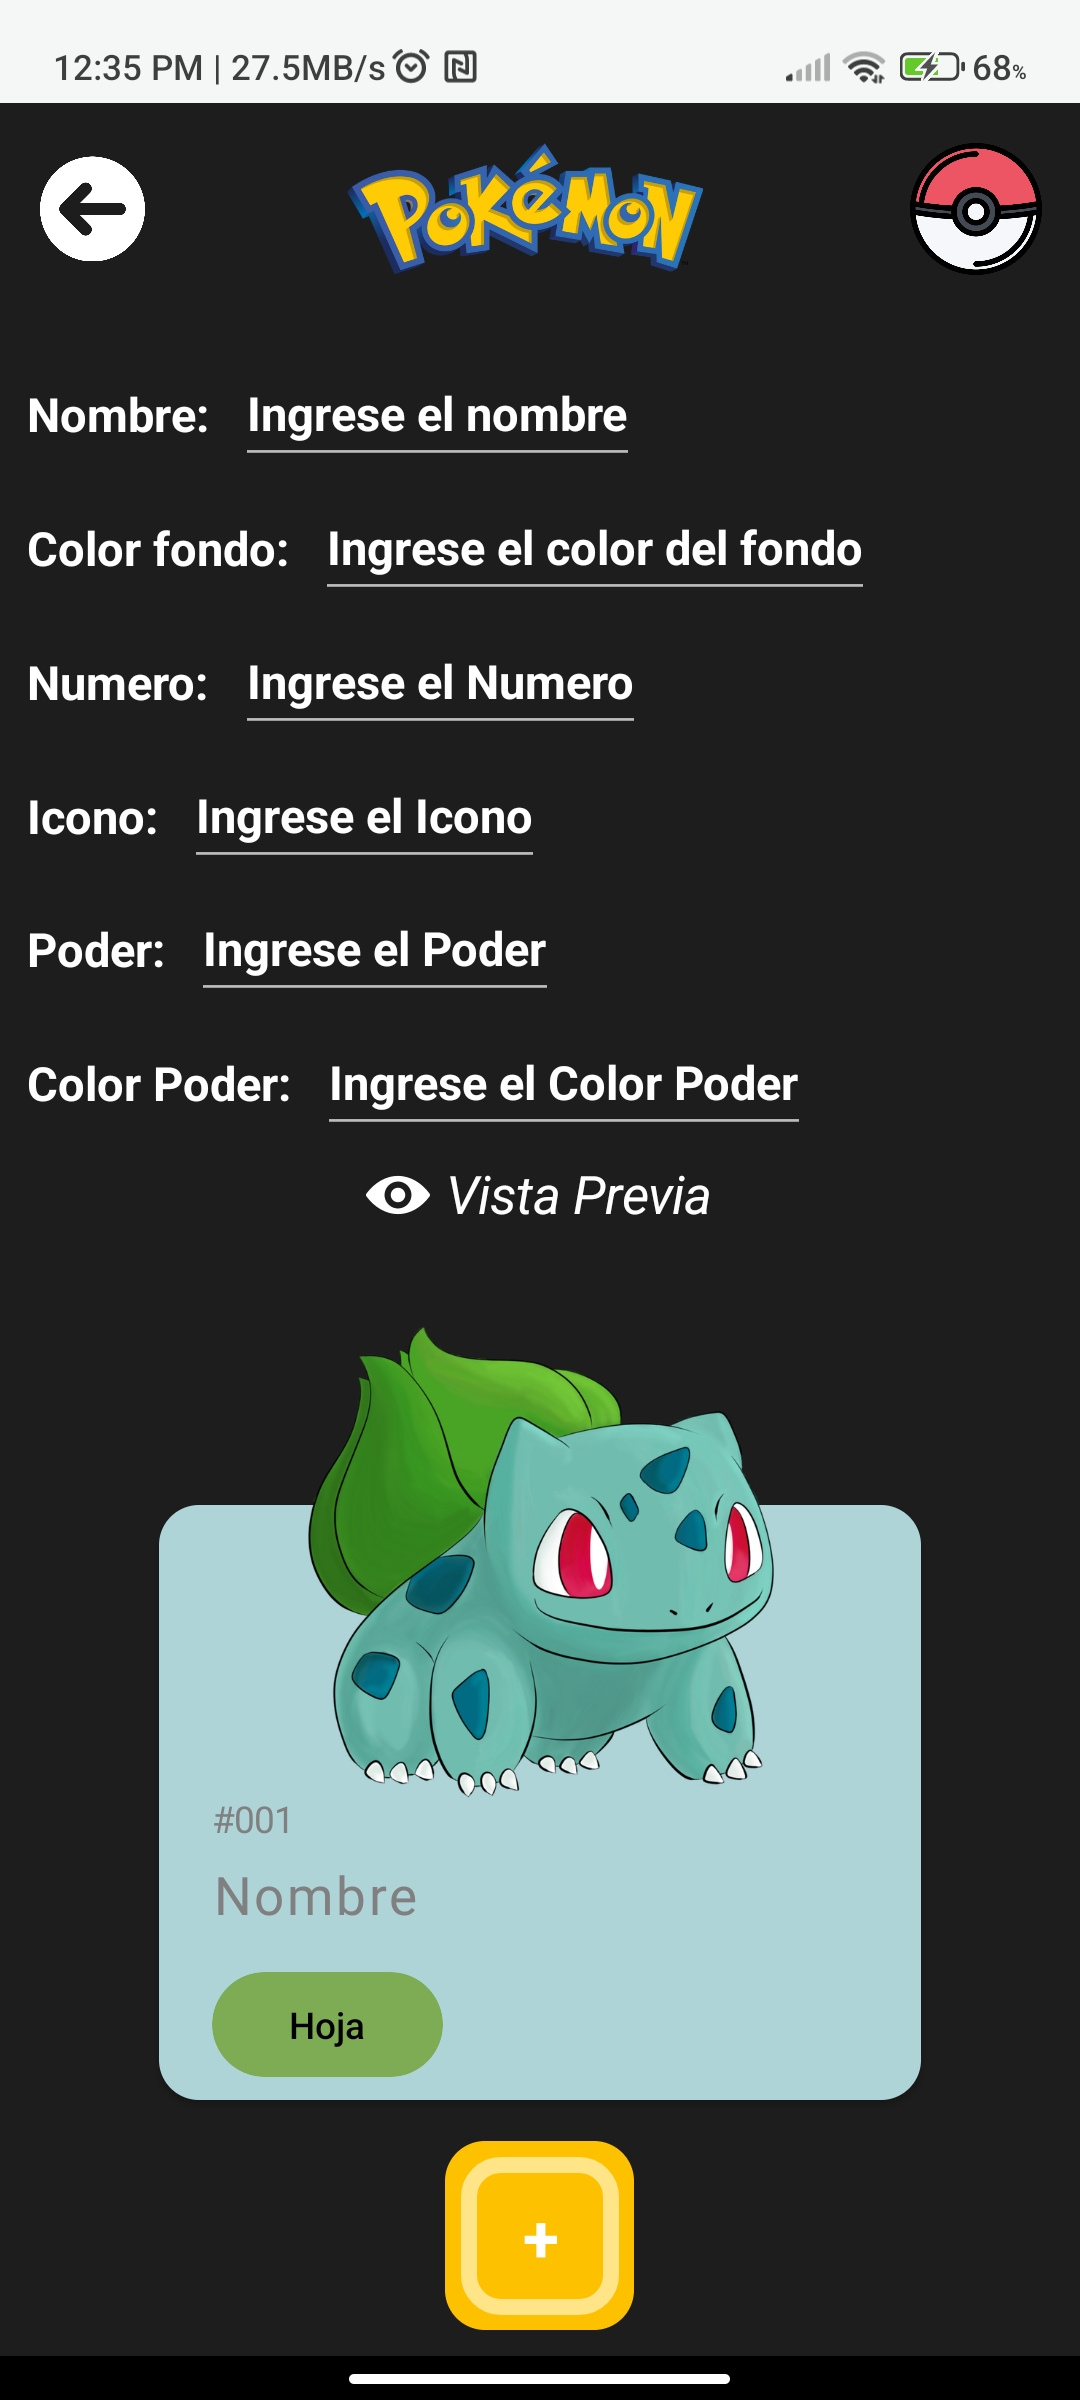 12:35 PM | 27.5MB/s
68%
POKÉMON
Nombre: Ingrese el nombre
Color fondo: Ingrese el color del fondo
Numero: Ingrese el Numero
Icono: Ingrese el Icono
Poder: Ingrese el Poder
Color Poder: Ingrese el Color Poder
Vista Previa
#001
Nombre
Hoja
+